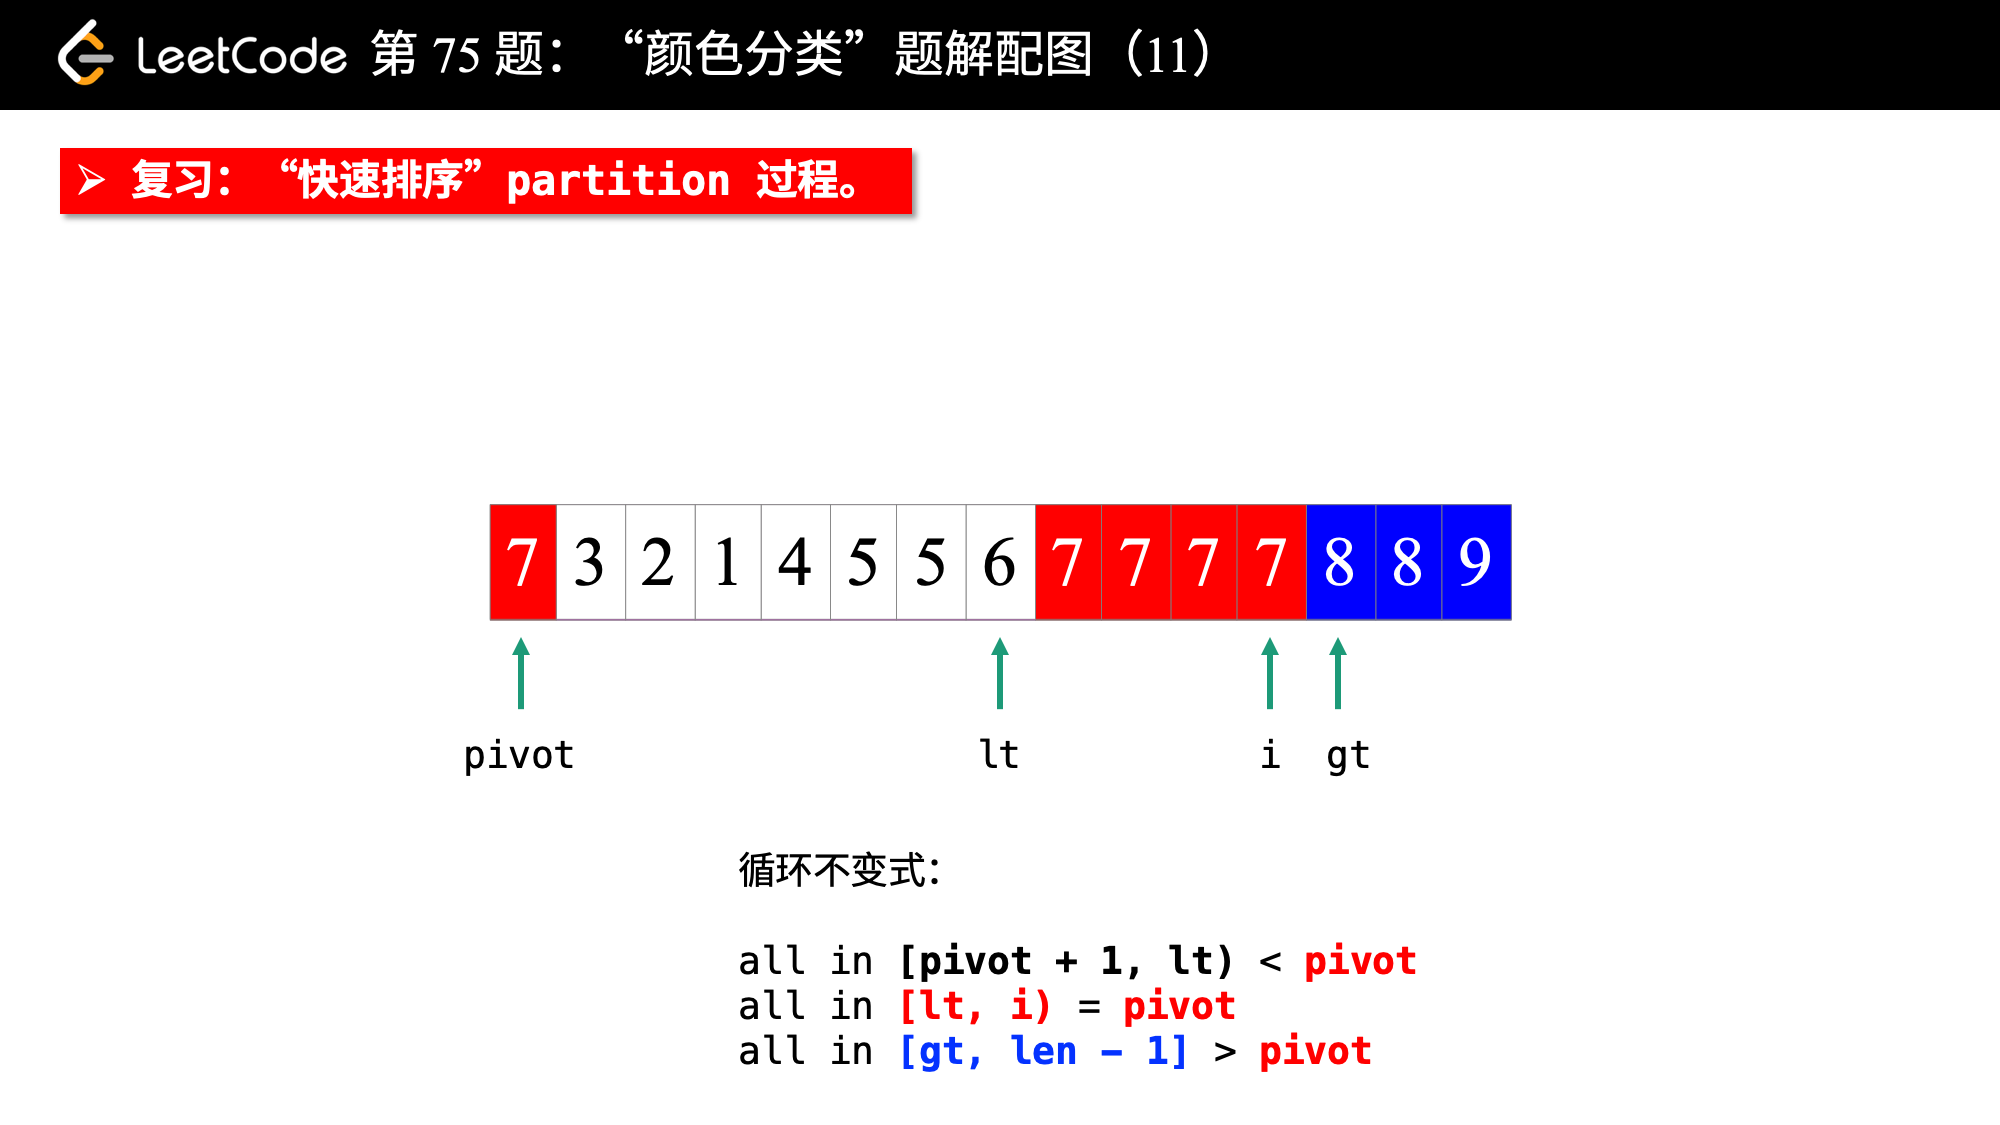 LeetCode 第 75 题：“颜色分类”题解配图（11）
➢ 复习：“快速排序”partition 过程。
7 3 2 1 4 5 5 6 7 7 7 7 8 8 9
pivot lt i gt
循环不变式：
all in [pivot + 1, lt) < pivot
all in [lt, i) = pivot
all in [gt, len - 1] > pivot